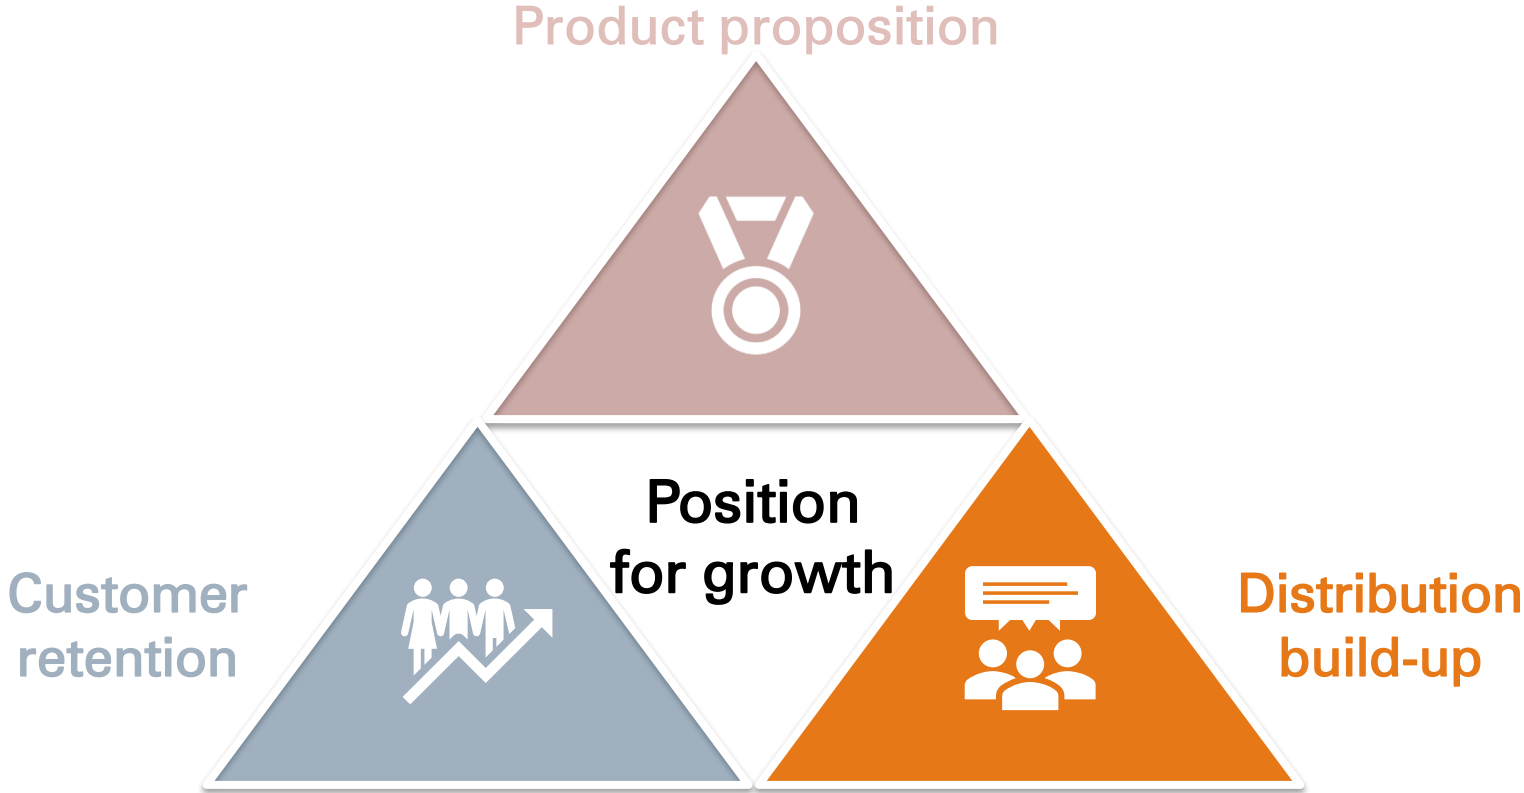 Product proposition
Position
for growth
Customer
retention
Distribution
build-up